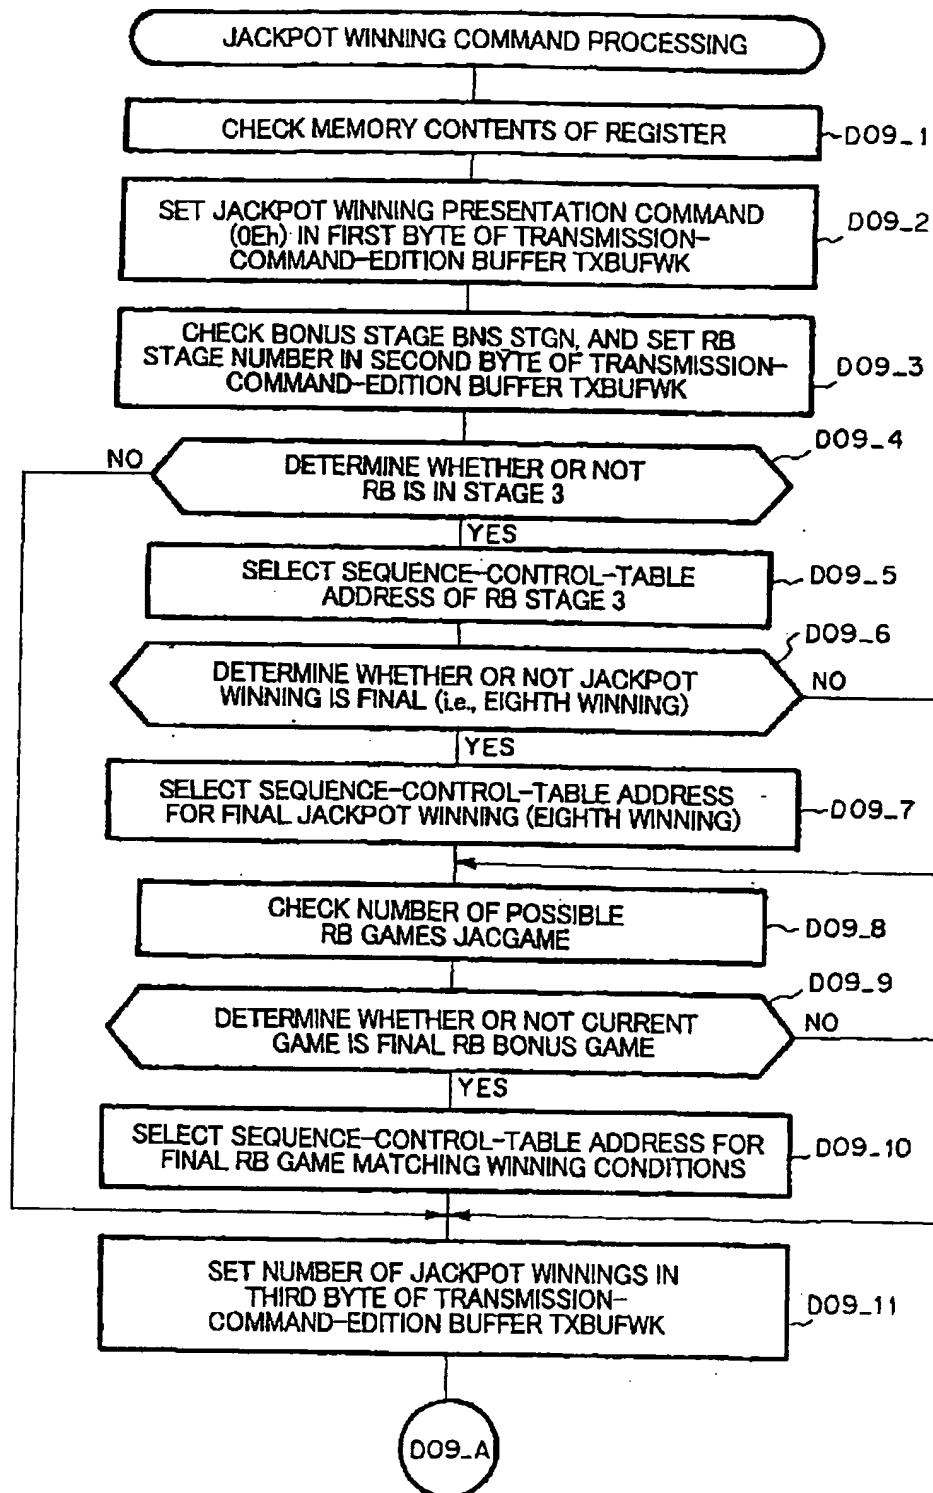 JACKPOT WINNING COMMAND PROCESSING
CHECK MEMORY CONTENTS OF REGISTER
D09_1
SET JACKPOT WINNING PRESENTATION COMMAND
(0Eh) IN FIRST BYTE OF TRANSMISSION-
COMMAND-EDITION BUFFER TXBUFWK
D09_2
CHECK BONUS STAGE BNS STGN, AND SET RB
STAGE NUMBER IN SECOND BYTE OF TRANSMISSION-
COMMAND-EDITION BUFFER TXBUFWK
D09_3
D09_4
NO
DETERMINE WHETHER OR NOT
RB IS IN STAGE 3
YES
SELECT SEQUENCE-CONTROL-TABLE
ADDRESS OF RB STAGE 3
D09_5
D09_6
DETERMINE WHETHER OR NOT JACKPOT
WINNING IS FINAL (i.e., EIGHTH WINNING)
NO
YES
SELECT SEQUENCE-CONTROL-TABLE ADDRESS
FOR FINAL JACKPOT WINNING (EIGHTH WINNING)
D09_7
CHECK NUMBER OF POSSIBLE
RB GAMES JACGAME
D09_8
D09_9
DETERMINE WHETHER OR NOT CURRENT
GAME IS FINAL RB BONUS GAME
NO
YES
SELECT SEQUENCE-CONTROL-TABLE ADDRESS FOR
FINAL RB GAME MATCHING WINNING CONDITIONS
D09_10
SET NUMBER OF JACKPOT WINNINGS IN
THIRD BYTE OF TRANSMISSION-
COMMAND-EDITION BUFFER TXBUFWK
D09_11
D09_A